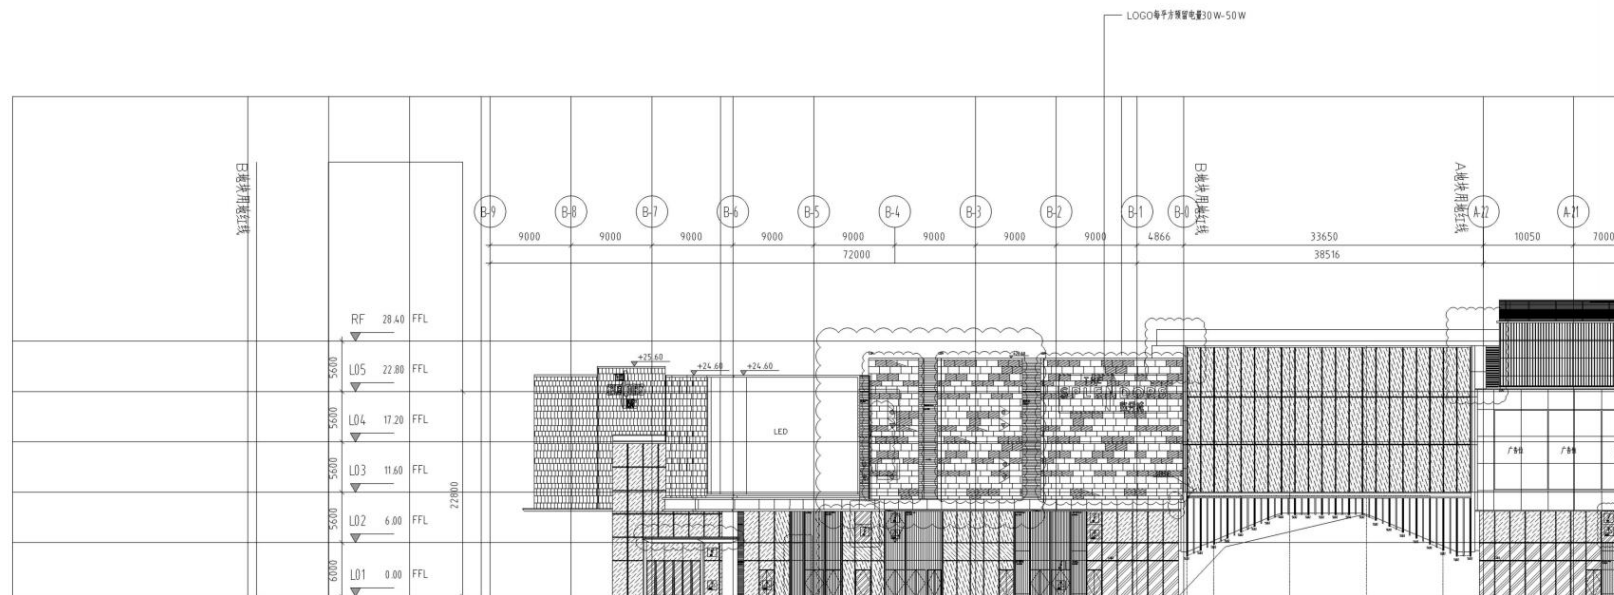 LOGO每平方预留电量30W-50W
B地块用地红线
B地块用地红线
A地块用地红线
B-9
B-8
B-7
B-6
B-5
B-4
B-3
B-2
B-1
B-0
A-22
A-21
9000
9000
9000
9000
9000
9000
9000
9000
4866
33650
10050
7000
72000
38516
RF 28.40 FFL
5600
L05 22.80 FFL
5600
L04 17.20 FFL
5600
L03 11.60 FFL
5600
L02 6.00 FFL
6000
L01 0.00 FFL
22800
+25.60
+24.60
+24.60
LED
SPLENDORS
广告位
广告位